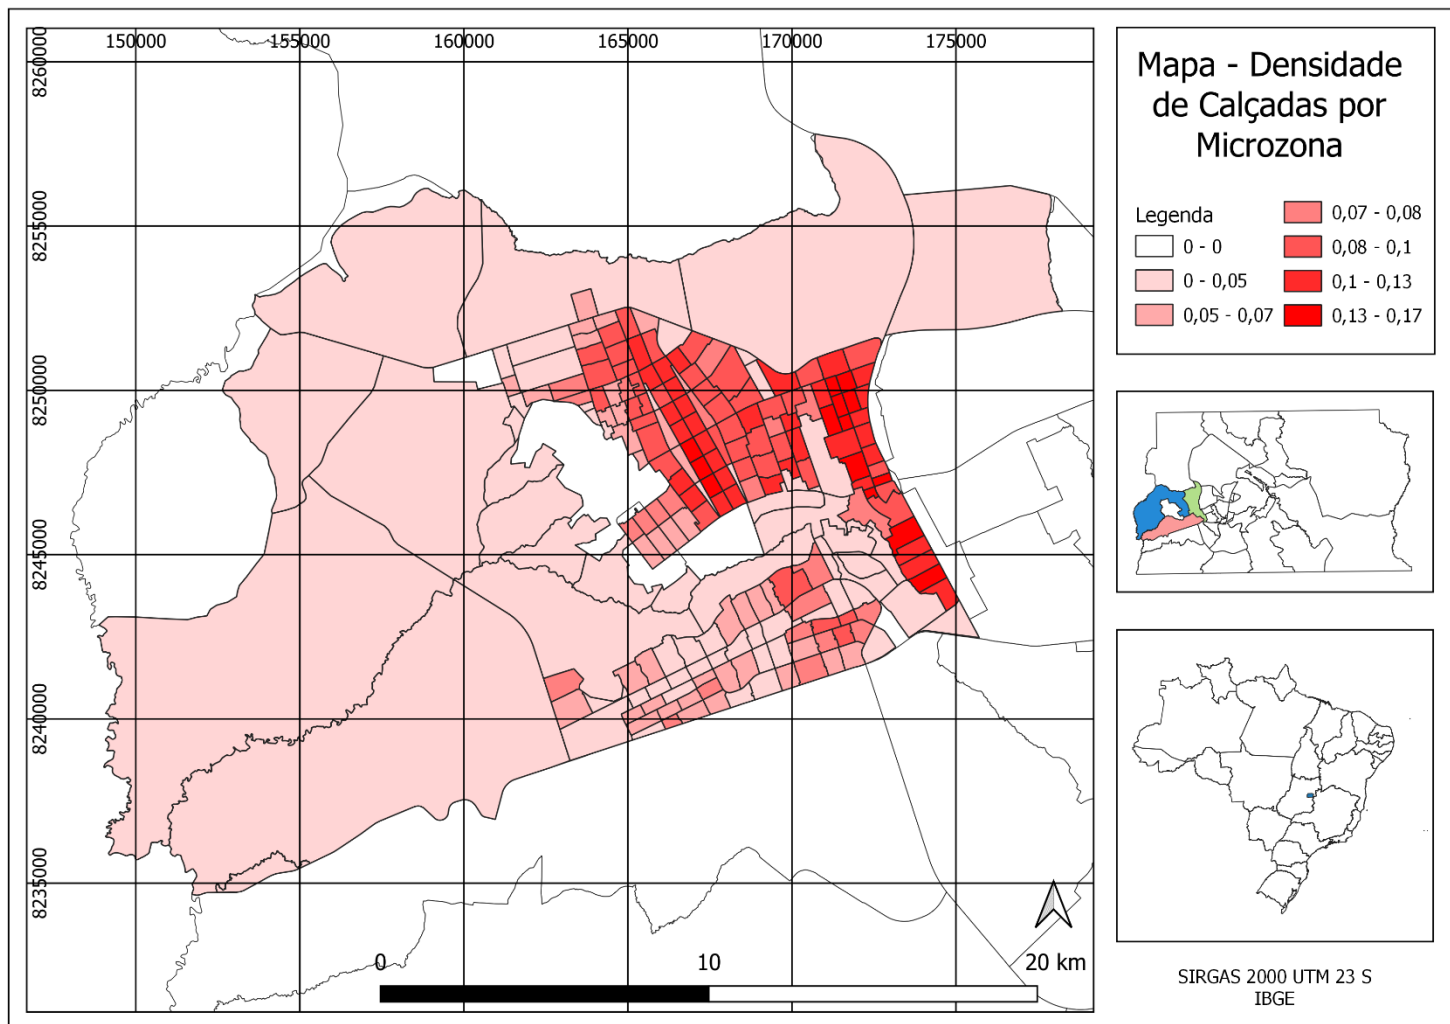 150000 155000 160000 165000 170000 175000
8260000
8255000
8250000
8245000
8240000
8235000
0 10 20 km
Mapa - Densidade
de Calçadas por
Microzona
Legenda
0 - 0
0 - 0,05
0,05 - 0,07
0,07 - 0,08
0,08 - 0,1
0,1 - 0,13
0,13 - 0,17
SIRGAS 2000 UTM 23 S
IBGE